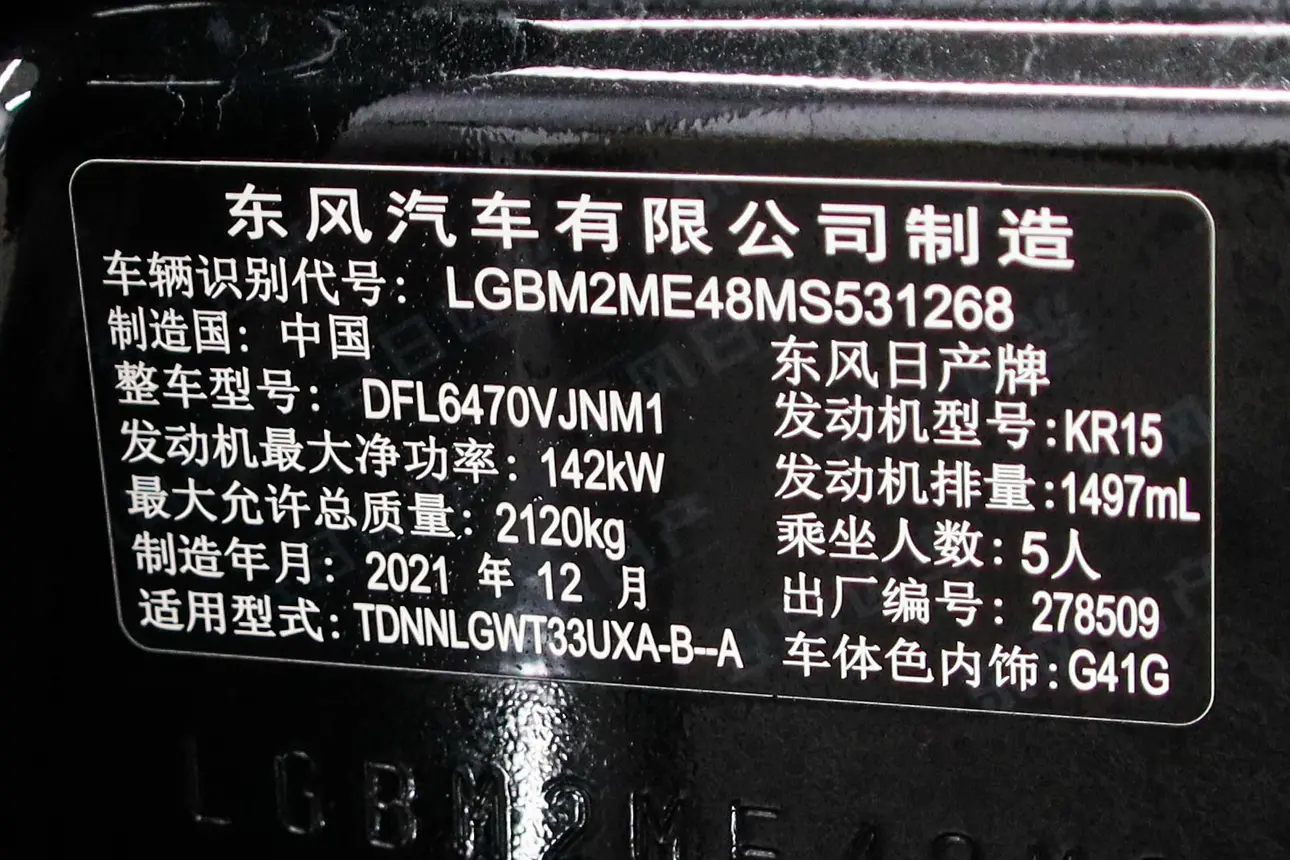 东风汽车有限公司制造
车辆识别代号：LGBM2ME48MS531268
制造国：中国 东风日产牌
整车型号：DFL6470VJNM1 发动机型号:KR15
发动机最大净功率：142kW 发动机排量:1497mL
最大允许总质量：2120kg 乘坐人数：5人
制造年月：2021 年 12 月 出厂编号：278509
适用型式：TDNNLGWT33UXA-B--A 车体色内饰:G41G
LGBM2ME48M